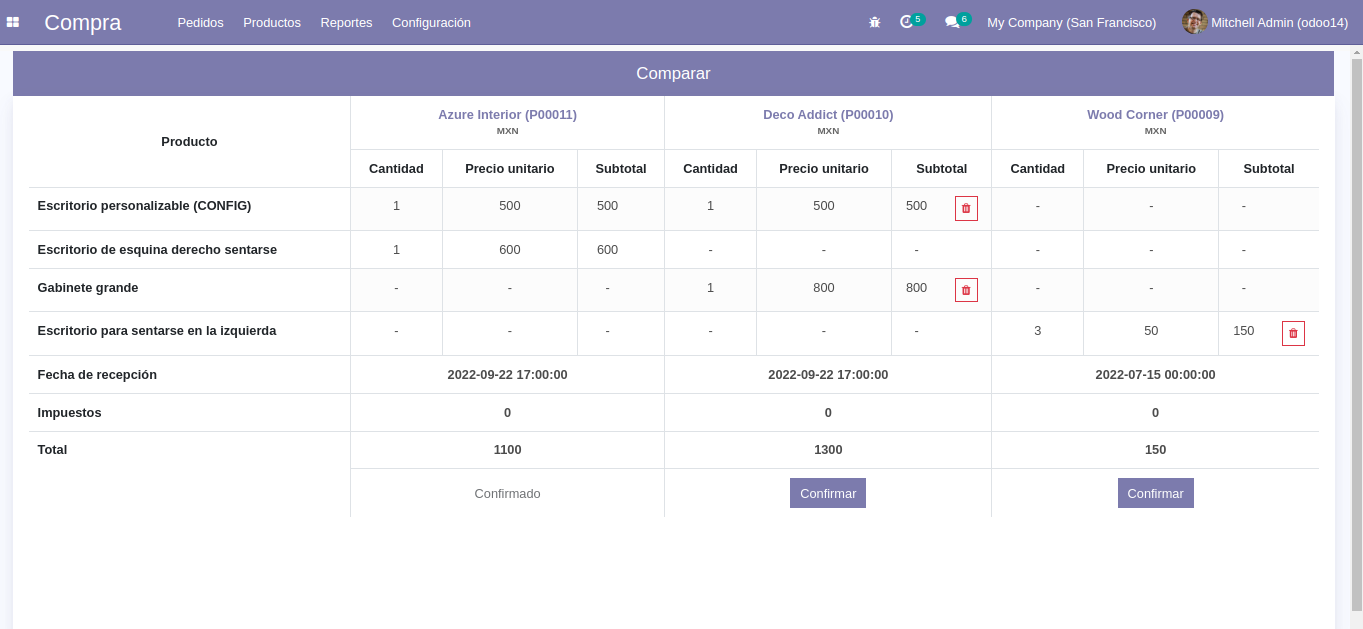 Compra Pedidos Productos Reportes Configuración 5 6 My Company (San Francisco) Mitchell Admin (odoo14)
Comparar
Producto Azure Interior (P00011) Deco Addict (P00010) Wood Corner (P00009)
MXN MXN MXN
Cantidad Precio unitario Subtotal Cantidad Precio unitario Subtotal Cantidad Precio unitario Subtotal
Escritorio personalizable (CONFIG) 1 500 500 1 500 500 - - -
Escritorio de esquina derecho sentarse 1 600 600 - - - - - -
Gabinete grande - - - 1 800 800 - - -
Escritorio para sentarse en la izquierda - - - - - - 3 50 150
Fecha de recepción 2022-09-22 17:00:00 2022-09-22 17:00:00 2022-07-15 00:00:00
Impuestos 0 0 0
Total 1100 1300 150
Confirmado Confirmar Confirmar